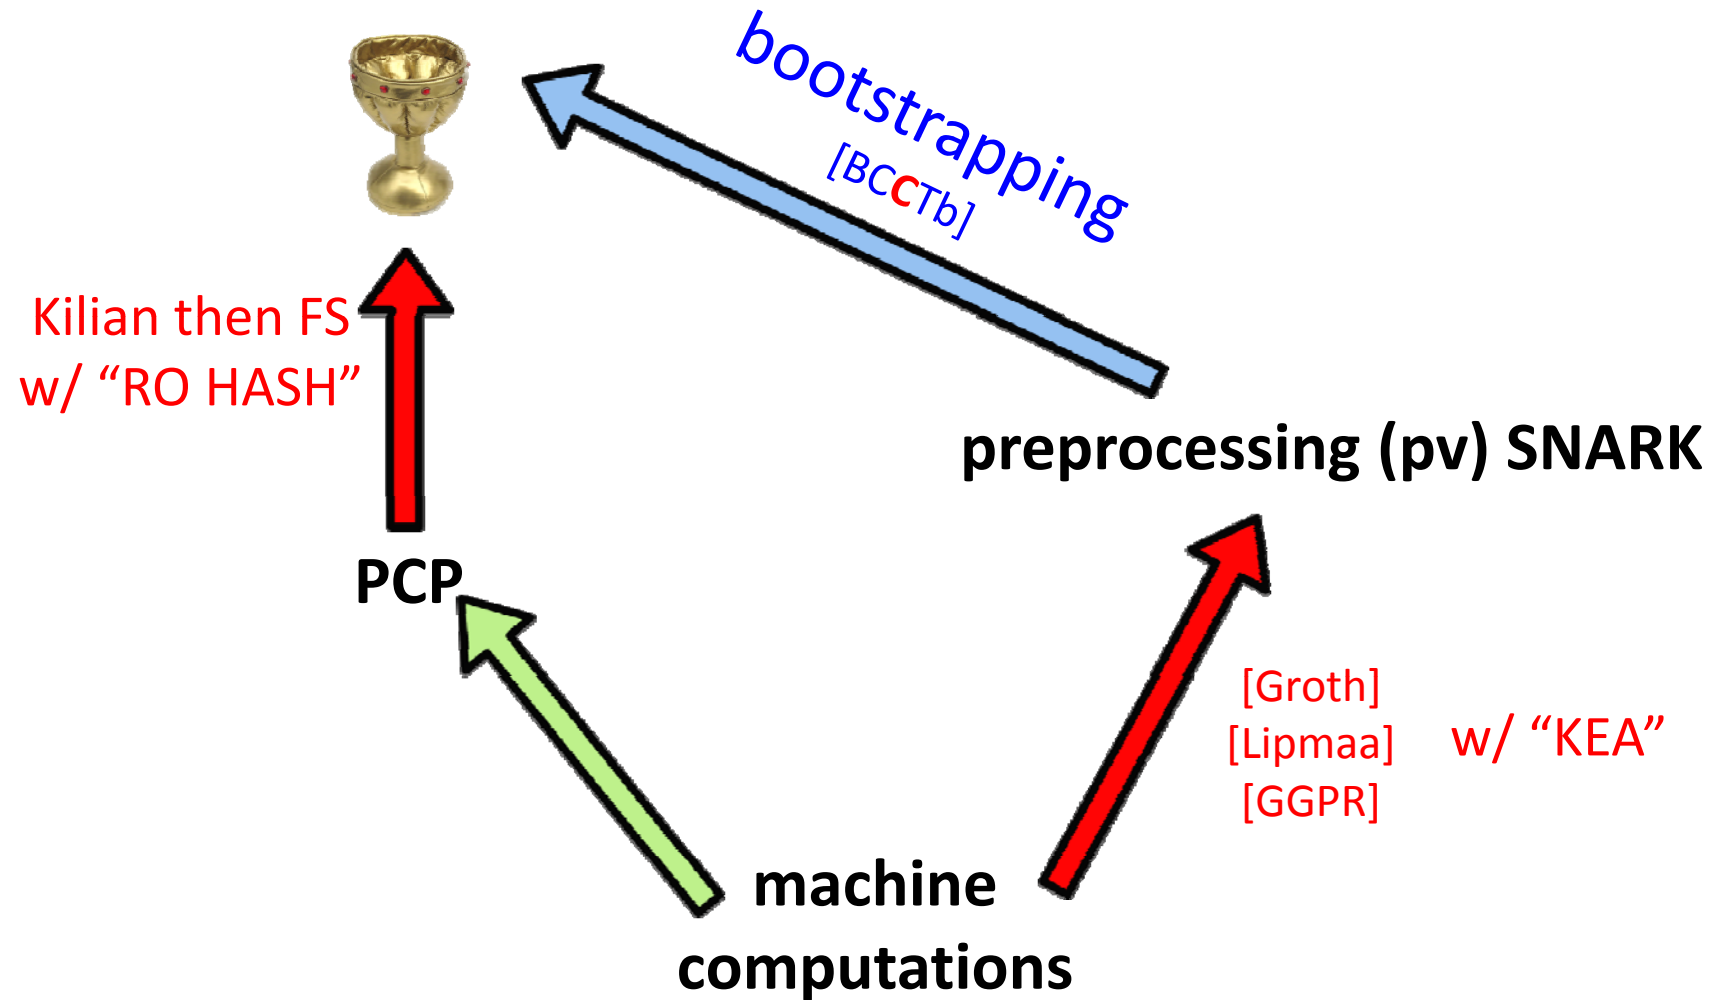 bootstrapping
[BCCTb]
Kilian then FS
w/ “RO HASH”
preprocessing (pv) SNARK
PCP
[Groth]
[Lipmaa]
[GGPR]
w/ “KEA”
machine
computations